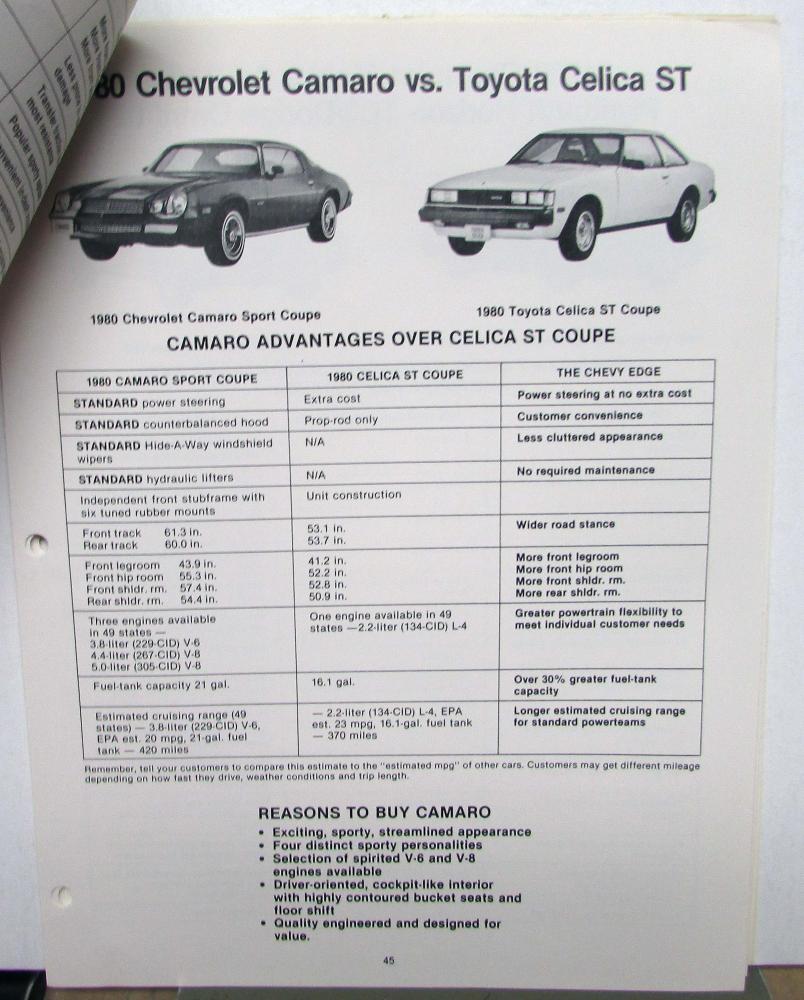 80 Chevrolet Camaro vs. Toyota Celica ST
1980 Chevrolet Camaro Sport Coupe
1980 Toyota Celica ST Coupe
CAMARO ADVANTAGES OVER CELICA ST COUPE
1980 CAMARO SPORT COUPE
1980 CELICA ST COUPE
THE CHEVY EDGE
STANDARD power steering
Extra cost
Power steering at no extra cost
STANDARD counterbalanced hood
Prop-rod only
Customer convenience
STANDARD Hide-A-Way windshield
wipers
N/A
Less cluttered appearance
STANDARD hydraulic lifters
N/A
No required maintenance
Independent front stubframe with
six tuned rubber mounts
Unit construction
Front track 61.3 in.
Rear track 60.0 in.
53.1 in.
53.7 in.
Wider road stance
Front legroom 43.9 in.
Front hip room 55.3 in.
Front shldr. rm. 57.4 in.
Rear shldr. rm. 54.4 in.
41.2 in.
52.2 in.
52.8 in.
50.9 in.
More front legroom
More front hip room
More front shldr. rm.
More rear shldr. rm.
Three engines available
in 49 states —
3.8-liter (229-CID) V-6
4.4-liter (267-CID) V-8
5.0-liter (305-CID) V-8
One engine available in 49
states —2.2-liter (134-CID) L-4
Greater powertrain flexibility to
meet individual customer needs
Fuel-tank capacity 21 gal.
16.1 gal.
Over 30% greater fuel-tank
capacity
Estimated cruising range (49
states) — 3.8-liter (229-CID) V-6,
EPA est. 20 mpg, 21-gal. fuel
tank — 420 miles
— 2.2-liter (134-CID) L-4, EPA
est. 23 mpg, 16.1-gal. fuel tank
— 370 miles
Longer estimated cruising range
for standard powerteams
Remember, tell your customers to compare this estimate to the "estimated mpg" of other cars. Customers may get different mileage
depending on how fast they drive, weather conditions and trip length.
REASONS TO BUY CAMARO
• Exciting, sporty, streamlined appearance
• Four distinct sporty personalities
• Selection of spirited V-6 and V-8
engines available
• Driver-oriented, cockpit-like interior
with highly contoured bucket seats and
floor shift
• Quality engineered and designed for
value.
45